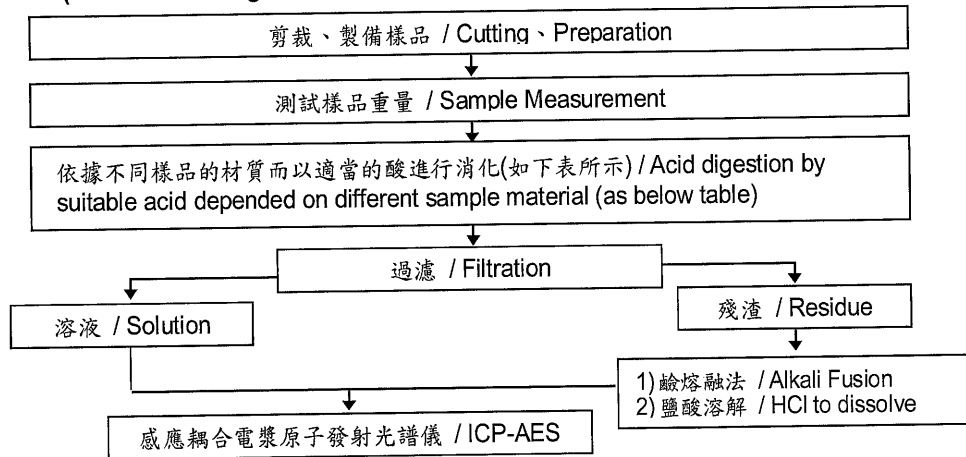 剪裁、製備樣品 / Cutting、Preparation
測試樣品重量 / Sample Measurement
依據不同樣品的材質而以適當的酸進行消化(如下表所示) / Acid digestion by
suitable acid depended on different sample material (as below table)
過濾 / Filtration
溶液 / Solution
殘渣 / Residue
1) 鹼熔融法 / Alkali Fusion
2) 鹽酸溶解 / HCl to dissolve
感應耦合電漿原子發射光譜儀 / ICP-AES